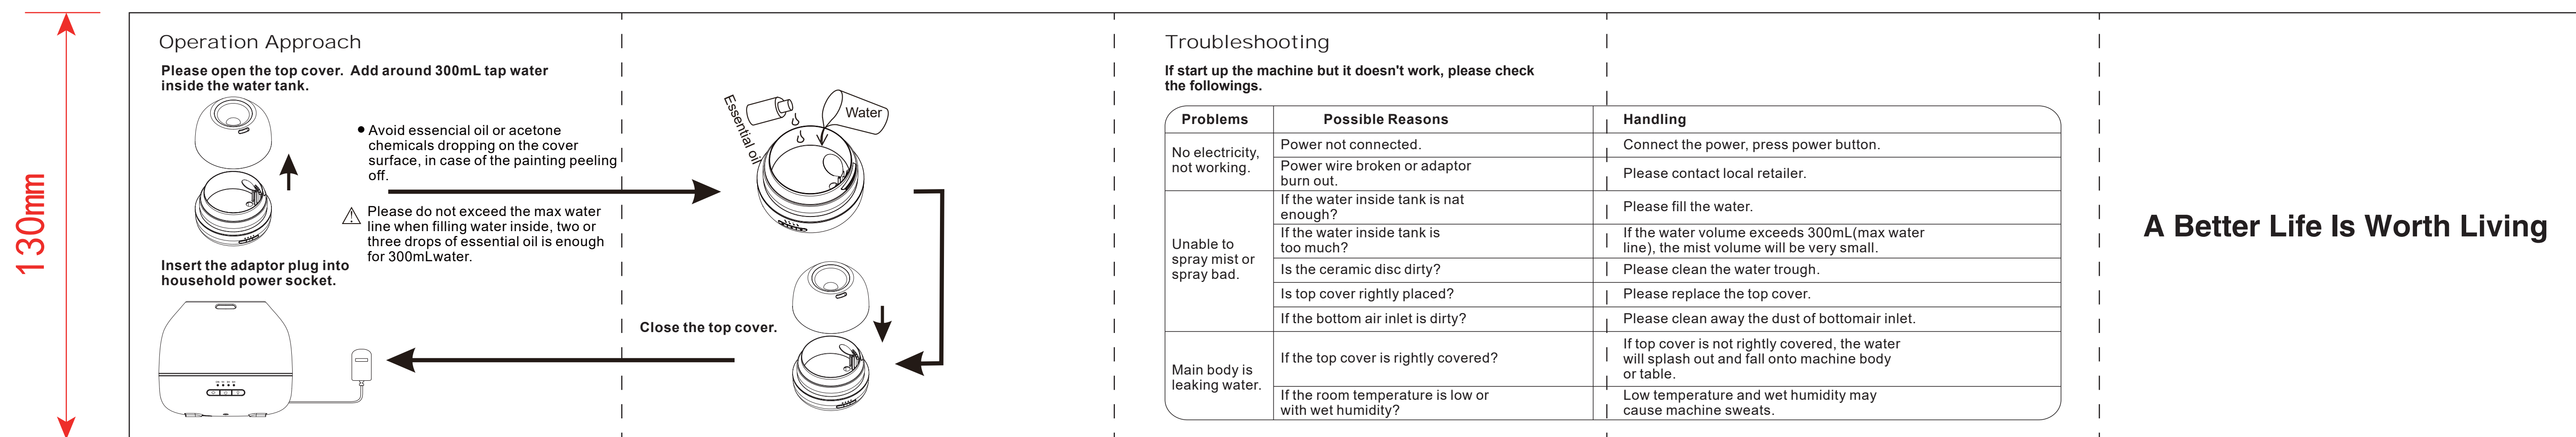 130mm
Operation Approach
Please open the top cover. Add around 300mL tap water
inside the water tank.
Avoid essencial oil or acetone
chemicals dropping on the cover
surface, in case of the painting peeling
off.
Please do not exceed the max water
line when filling water inside, two or
three drops of essential oil is enough
for 300mLwater.
Essential oil
Water
Close the top cover.
Insert the adaptor plug into
household power socket.
Troubleshooting
If start up the machine but it doesn't work, please check
the followings.
Problems
Possible Reasons
Handling
No electricity,
not working.
Power not connected.
Connect the power, press power button.
Power wire broken or adaptor
burn out.
Please contact local retailer.
Unable to
spray mist or
spray bad.
If the water inside tank is nat
enough?
Please fill the water.
If the water inside tank is
too much?
If the water volume exceeds 300mL(max water
line), the mist volume will be very small.
Is the ceramic disc dirty?
Please clean the water trough.
Is top cover rightly placed?
Please replace the top cover.
If the bottom air inlet is dirty?
Please clean away the dust of bottomair inlet.
Main body is
leaking water.
If the top cover is rightly covered?
If top cover is not rightly covered, the water
will splash out and fall onto machine body
or table.
If the room temperature is low or
with wet humidity?
Low temperature and wet humidity may
cause machine sweats.
A Better Life Is Worth Living